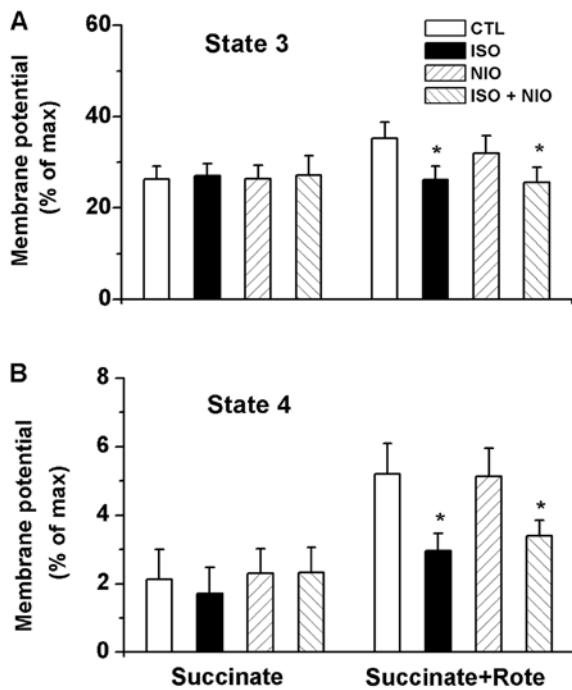 A
State 3
CTL
ISO
NIO
ISO + NIO
Membrane potential
(% of max)
60
40
20
0
*
*
B
State 4
Membrane potential
(% of max)
8
6
4
2
0
*
*
Succinate
Succinate+Rote